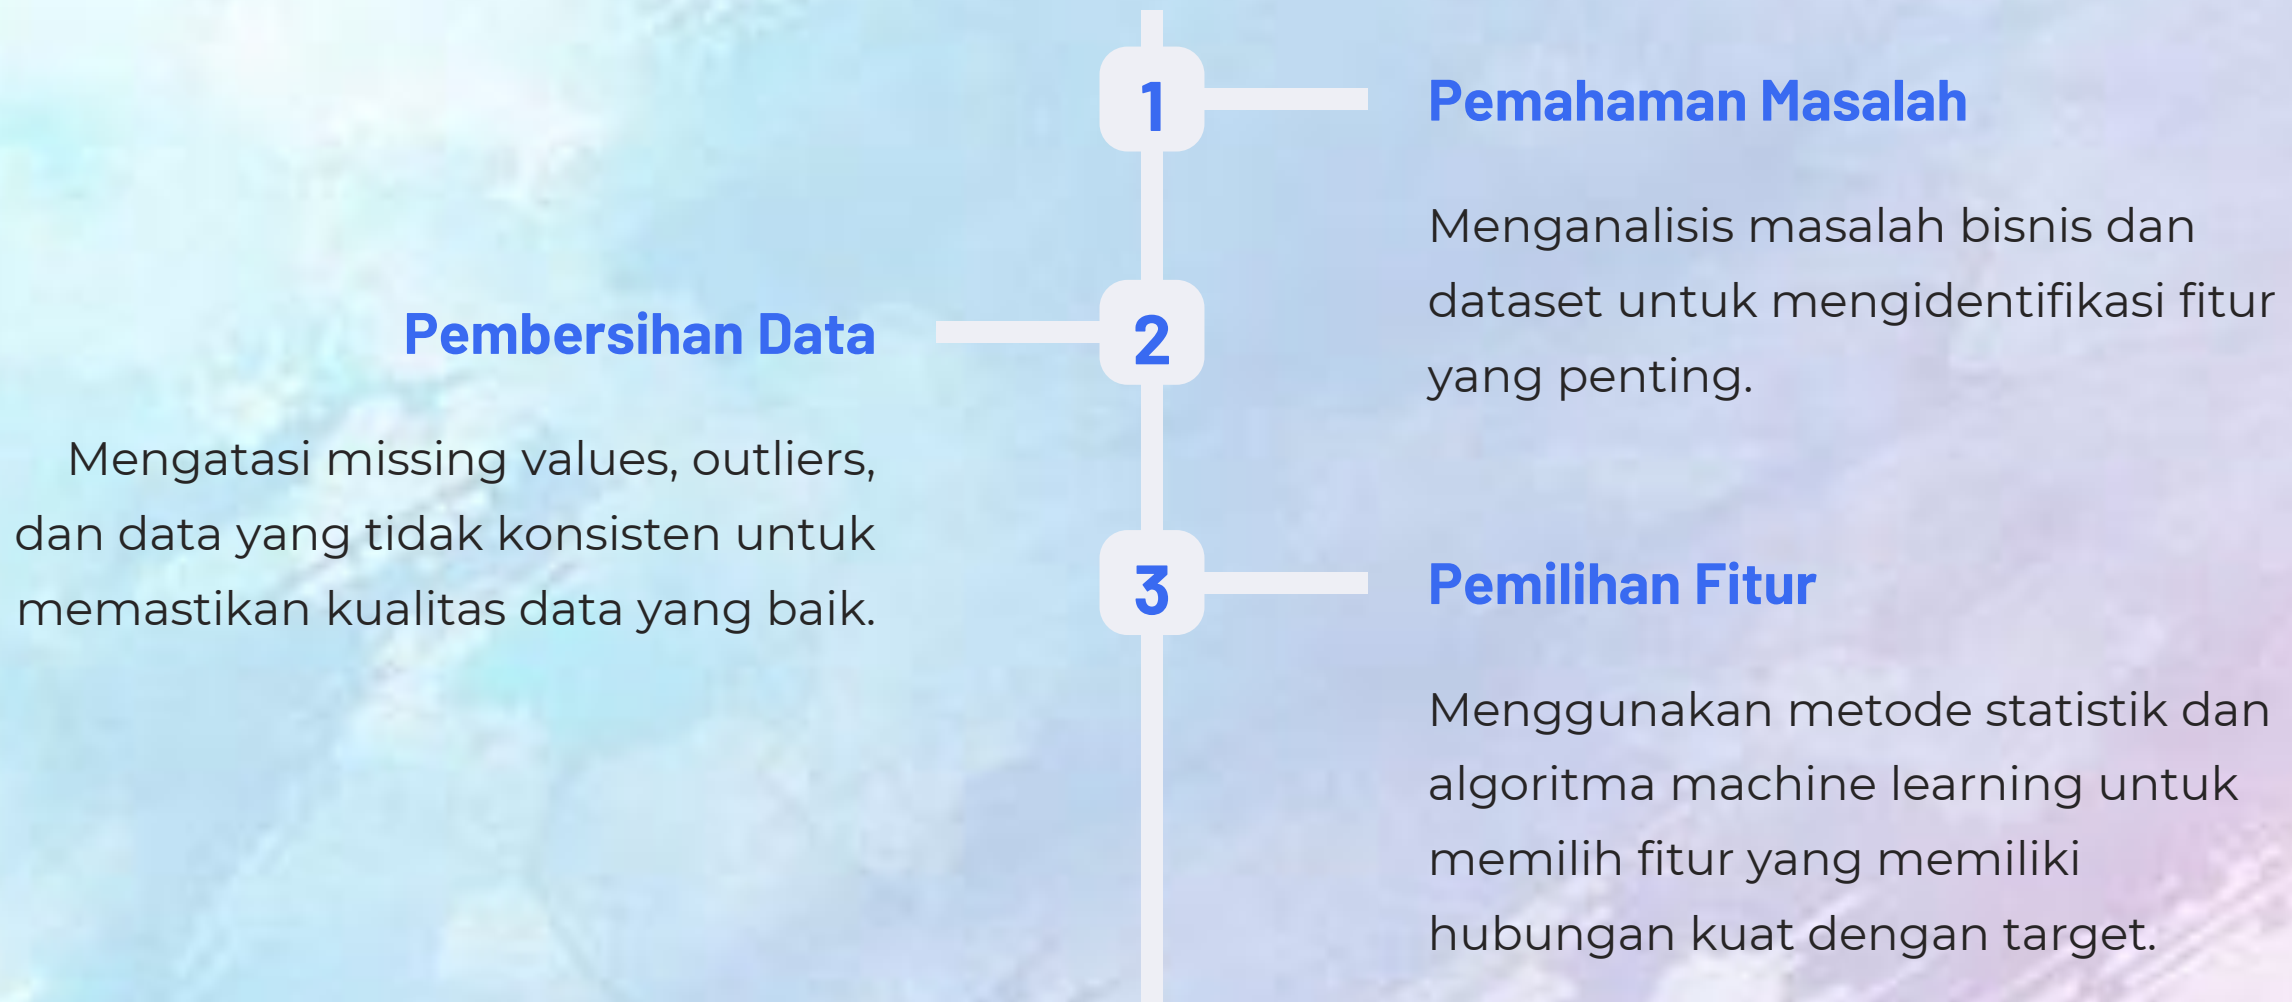 1
Pemahaman Masalah
Menganalisis masalah bisnis dan
dataset untuk mengidentifikasi fitur
yang penting.
2
Pembersihan Data
Mengatasi missing values, outliers,
dan data yang tidak konsisten untuk
memastikan kualitas data yang baik.
3
Pemilihan Fitur
Menggunakan metode statistik dan
algoritma machine learning untuk
memilih fitur yang memiliki
hubungan kuat dengan target.